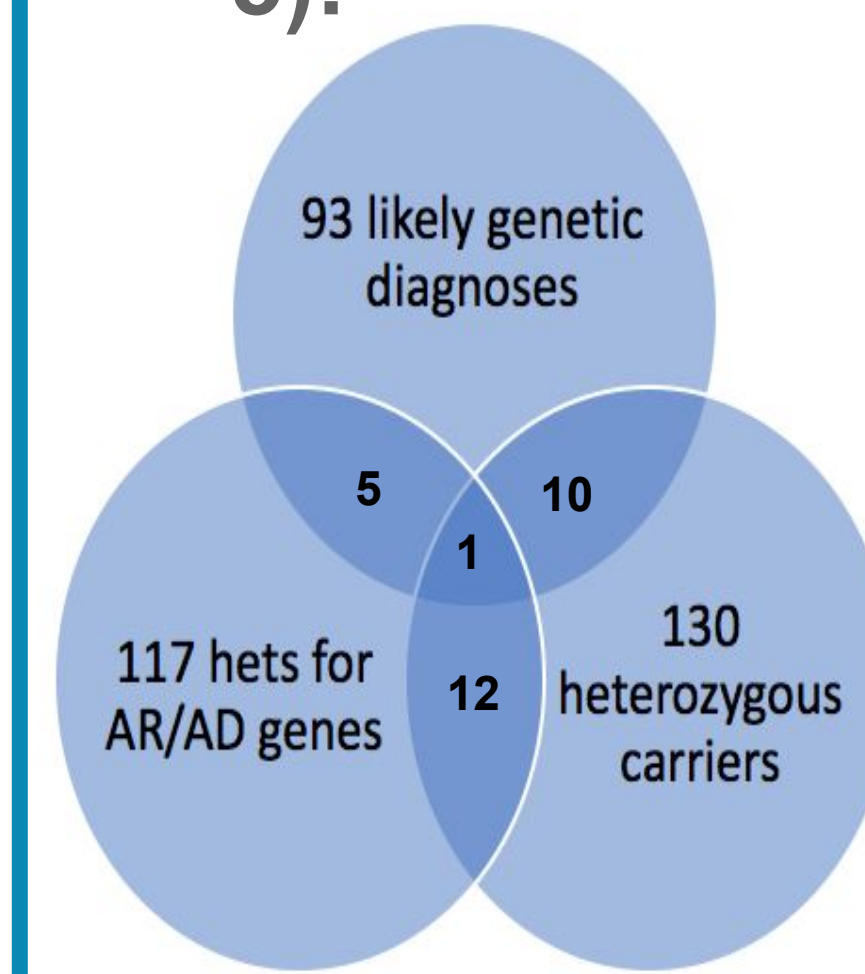 93 likely genetic
diagnoses
5
10
1
117 hets for
AR/AD genes
12
130
heterozygous
carriers